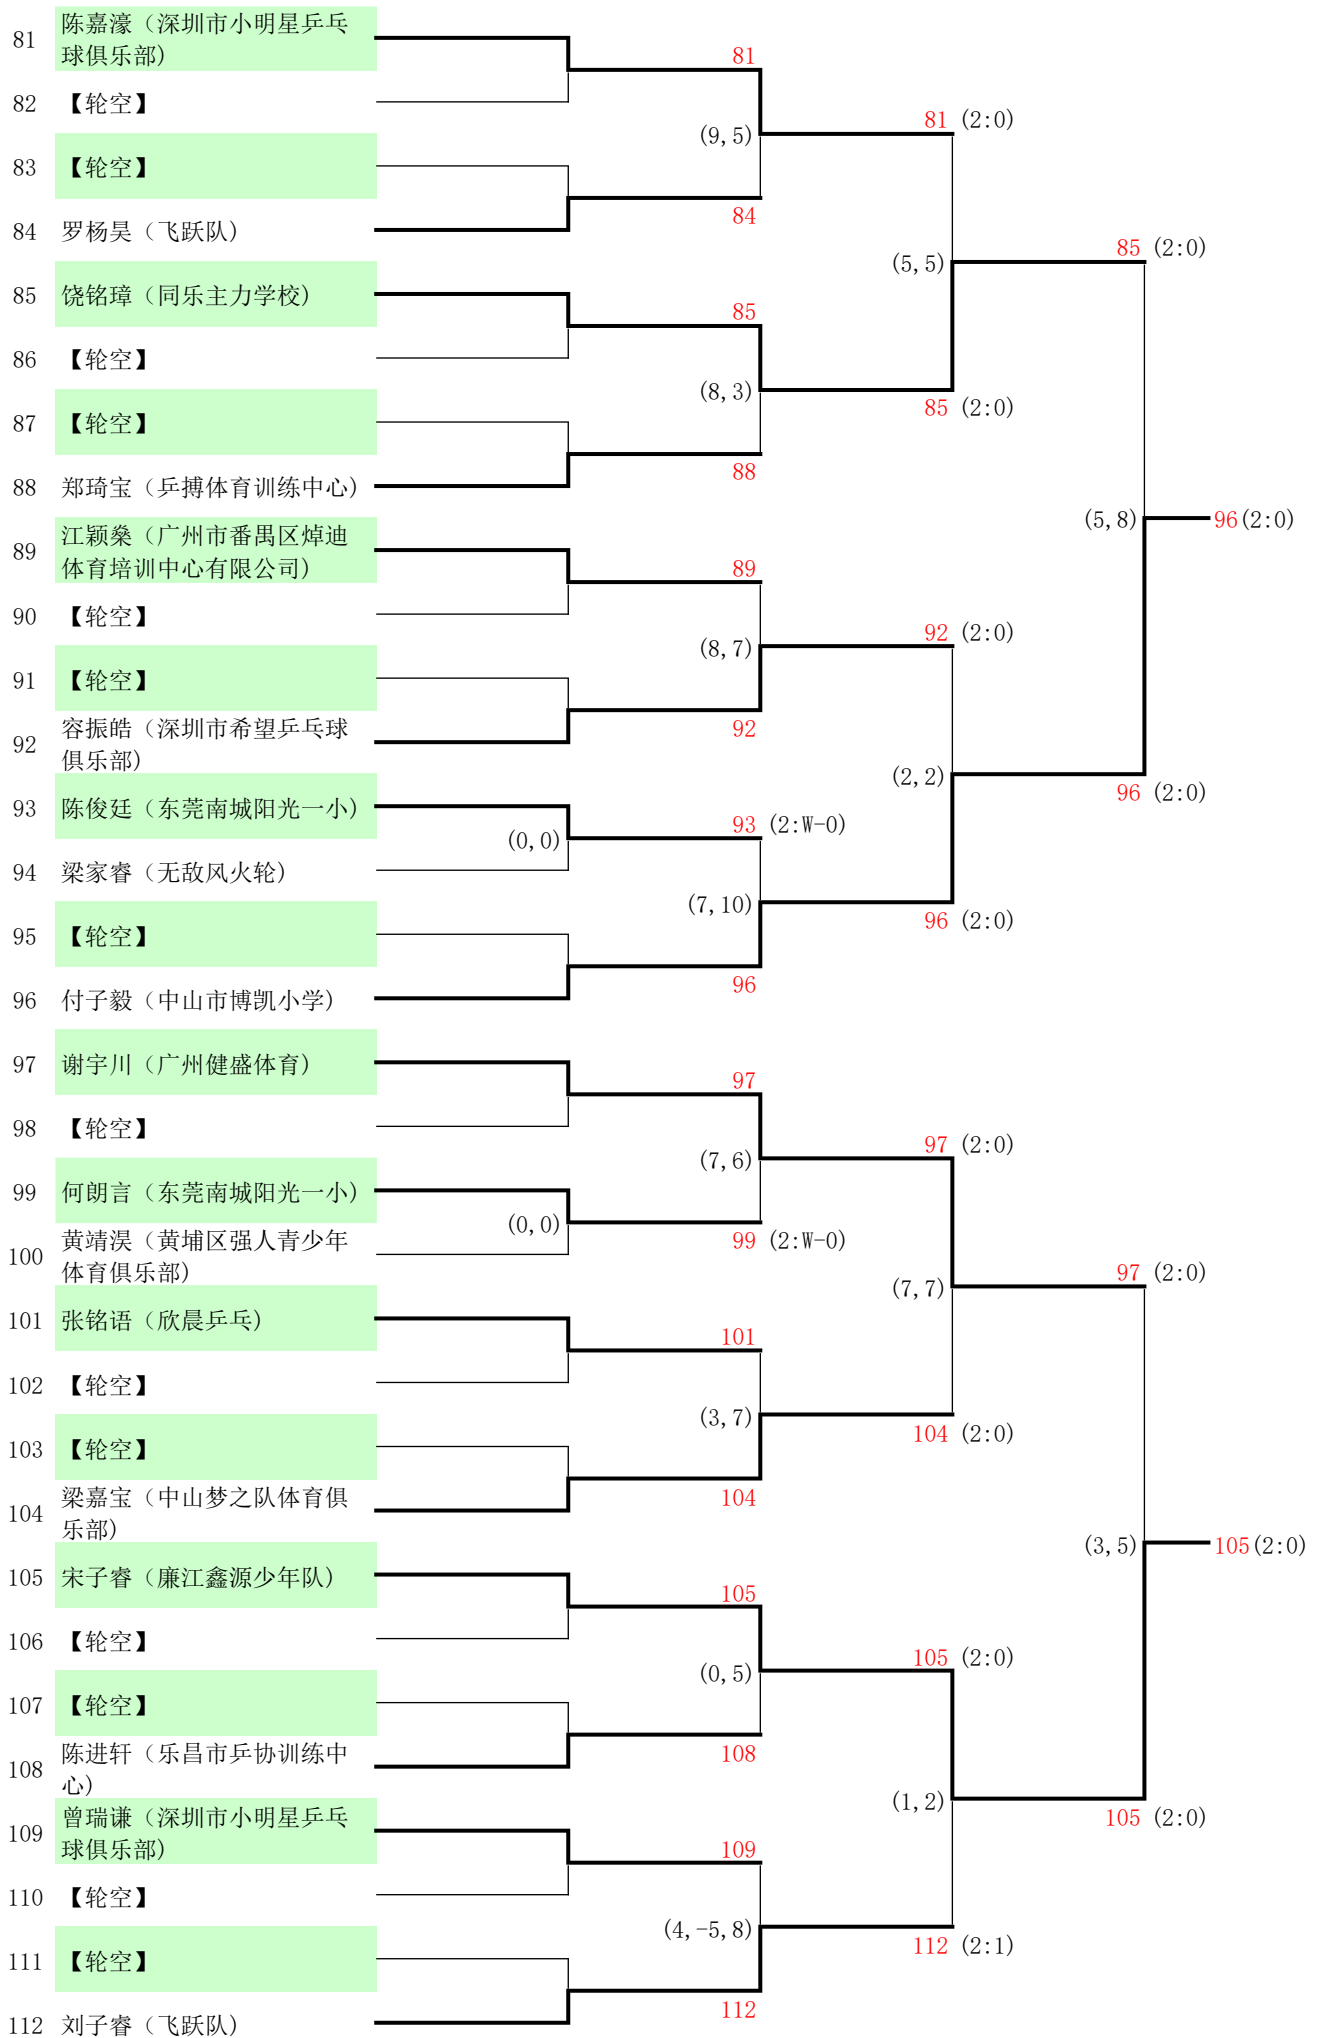 陈嘉濠（深圳市小明星乒乓
81
球俱乐部）
81
82 【轮空】
81 (2:0)
(9,5)
83 【轮空】
84
84 罗杨昊（飞跃队）
85 (2:0)
(5,5)
85 饶铭璋（同乐主力学校）
85
86 【轮空】
(8,3)
85 (2:0)
87 【轮空】
88
88 郑琦宝（乒搏体育训练中心）
(5,8)
96(2:0)
江颖燊（广州市番禺区焯迪
89
体育培训中心有限公司）
89
90 【轮空】
92 (2:0)
(8,7)
91 【轮空】
92
容振皓（深圳市希望乒乓球
92
俱乐部）
(2,2)
96 (2:0)
93 陈俊廷（东莞南城阳光一小）
93 (2:W-0)
(0,0)
94 梁家睿（无敌风火轮）
(7,10)
96 (2:0)
95 【轮空】
96
96 付子毅（中山市博凯小学）
97 谢宇川（广州健盛体育）
97
98 【轮空】
97 (2:0)
(7,6)
99 何朗言（东莞南城阳光一小）
(0,0)
99 (2:W-0)
黄靖淏（黄埔区强人青少年
100
体育俱乐部）
97 (2:0)
(7,7)
101 张铭语（欣晨乒乓）
101
102 【轮空】
(3,7)
104 (2:0)
103 【轮空】
104
梁嘉宝（中山梦之队体育俱
104
乐部）
(3,5)
105(2:0)
105 宋子睿（廉江鑫源少年队）
105
106 【轮空】
105 (2:0)
(0,5)
107 【轮空】
108
陈进轩（乐昌市乒协训练中
108
心）
(1,2)
105 (2:0)
曾瑞谦（深圳市小明星乒乓
109
球俱乐部）
109
110 【轮空】
(4,-5,8)
112 (2:1)
111 【轮空】
112
112 刘子睿（飞跃队）